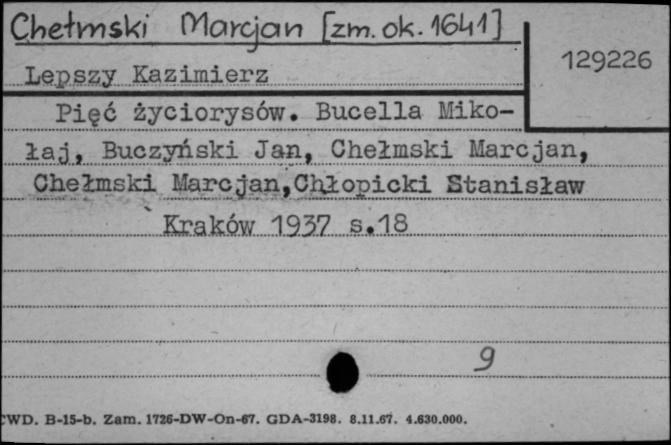 Chełmski Marcjan [zm. ok. 1641]
129226
Lepszy Kazimierz
Pięć życiorysów. Bucella Miko-
łaj, Buczyński Jan, Chełmski Marcjan,
Chełmski Marcjan,Chłopicki Stanisław
Kraków 1937 s.18
9
CWD. B-15-b. Zam. 1726-DW-On-67. GDA-3198. 8.11.67. 4.630.000.